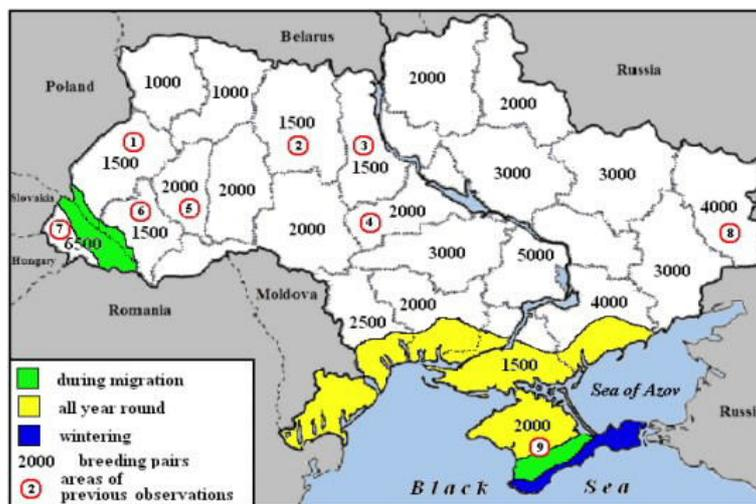 Belarus
2000
Russia
Poland
1000
1000
2000
1500
2
3
1
1500
1500
3000
3000
2000
2000
4000
Slovakia
6
5
2000
8
7
1500
4
6500
2000
3000
5000
3000
Hungary
Romania
Moldova
2000
4000
2500
1500
Sea of Azov
Russ
2000
9
Black Sea
during migration
all year round
wintering
2000 breeding pairs
2 areas of
previous observations